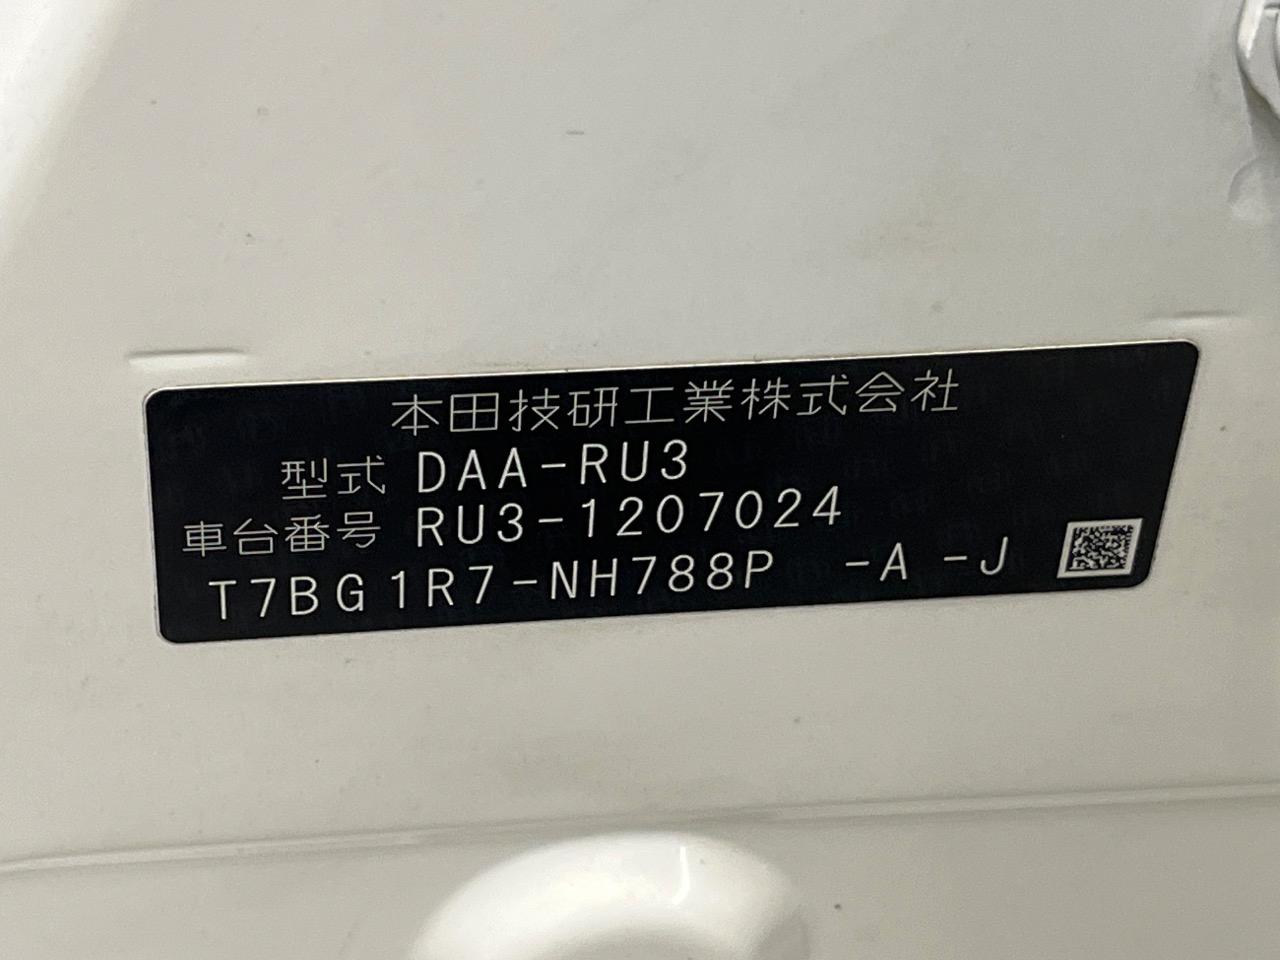 本田技研工業株式会社
型式 DAA-RU3
車台番号 RU3-1207024
T7BG1R7-NH788P -A -J